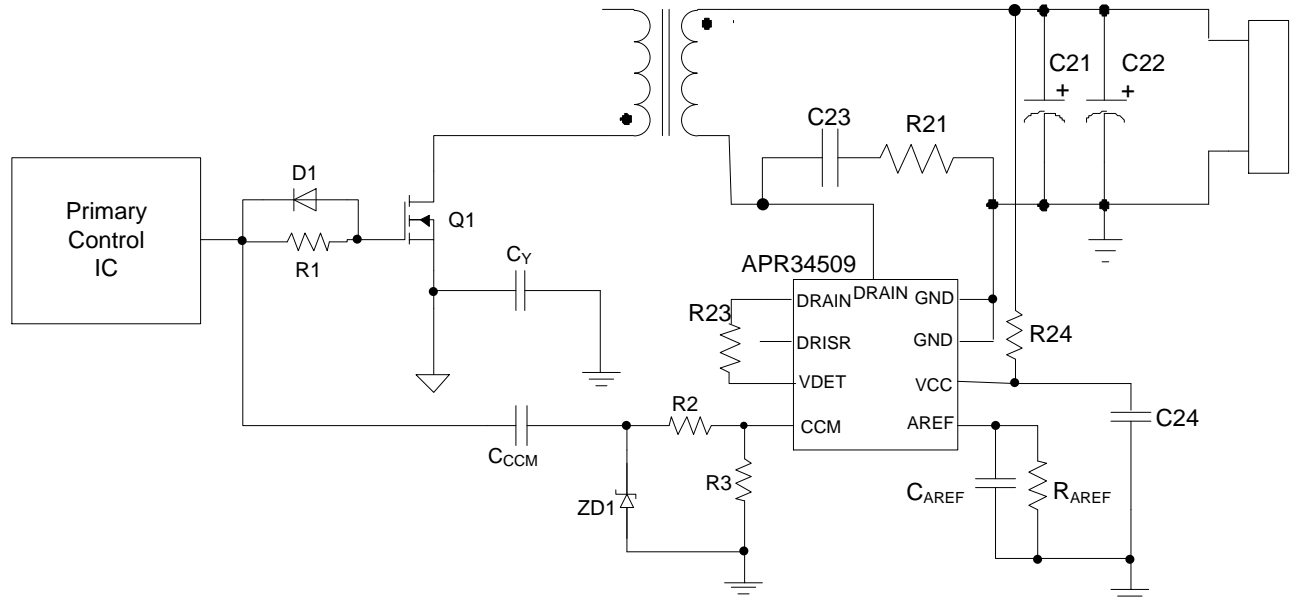 C21
C22
C23
R21
D1
Primary
Control
IC
Q1
R1
CY
APR34509
DRAIN
DRAIN
GND
R23
DRISR
GND
R24
VDET
VCC
R2
CCM
AREF
C24
CCCM
R3
ZD1
CAREF
RAREF
+
+